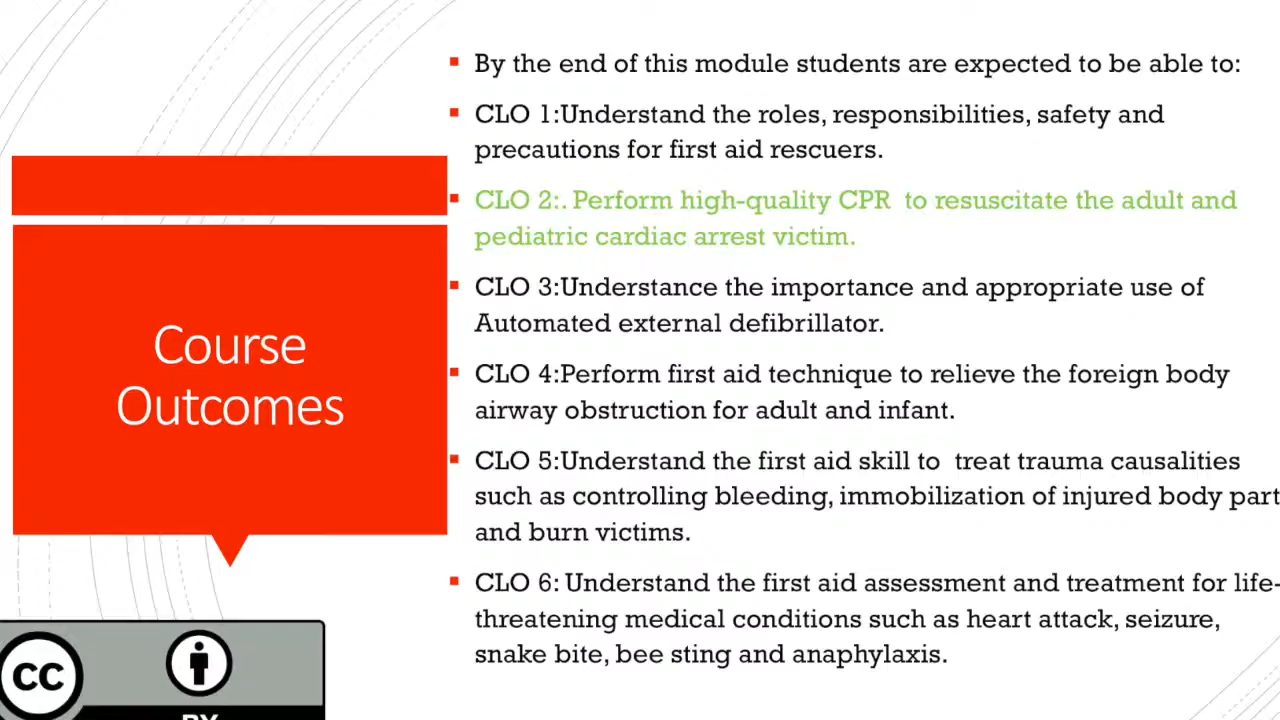 Course
Outcomes
By the end of this module students are expected to be able to:
CLO 1:Understand the roles, responsibilities, safety and
precautions for first aid rescuers.
CLO 2:. Perform high-quality CPR to resuscitate the adult and
pediatric cardiac arrest victim.
CLO 3:Understance the importance and appropriate use of
Automated external defibrillator.
CLO 4:Perform first aid technique to relieve the foreign body
airway obstruction for adult and infant.
CLO 5:Understand the first aid skill to treat trauma causalities
such as controlling bleeding, immobilization of injured body part
and burn victims.
CLO 6: Understand the first aid assessment and treatment for life-
threatening medical conditions such as heart attack, seizure,
snake bite, bee sting and anaphylaxis.
CC
BY